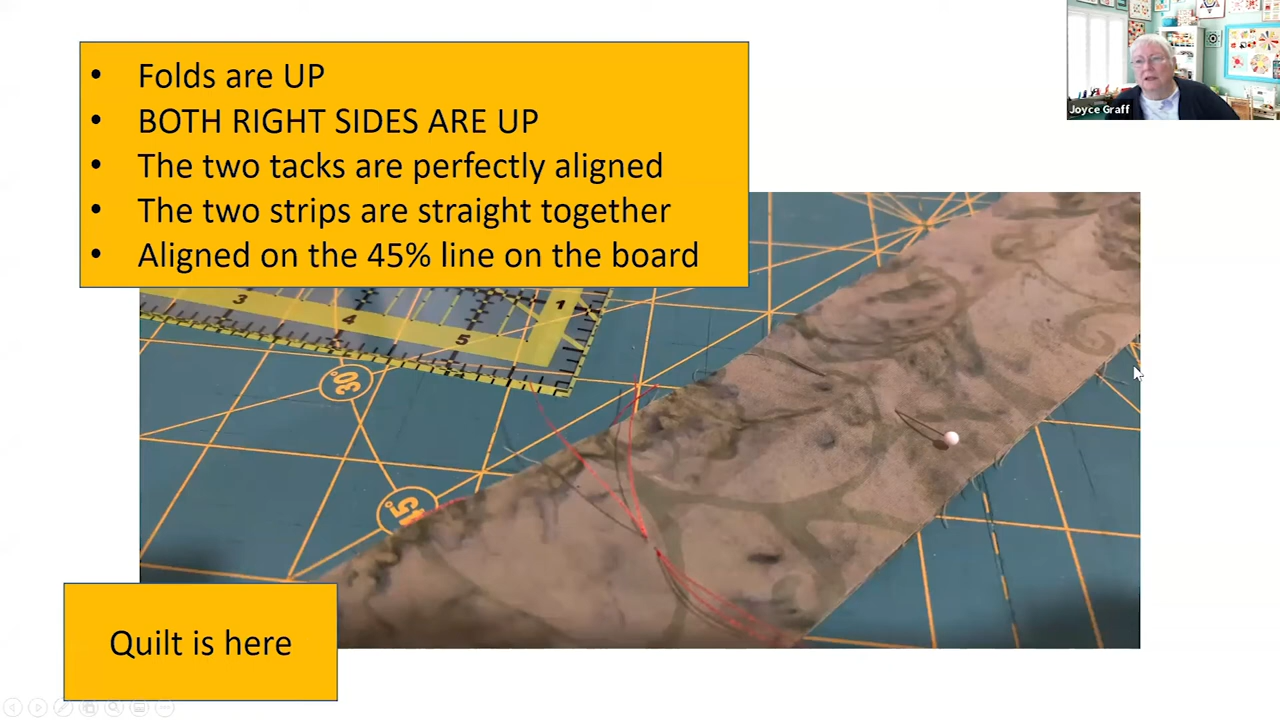 • Folds are UP
• BOTH RIGHT SIDES ARE UP
• The two tacks are perfectly aligned
• The two strips are straight together
• Aligned on the 45% line on the board
Joyce Graff
3
4
5
1
30°
45°
Quilt is here